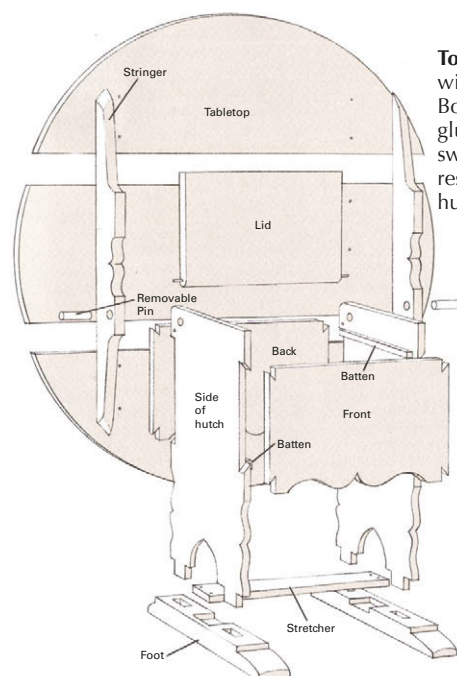 To
wi
Bo
glu
sw
res
hu
Stringer
Tabletop
Lid
Removable
Pin
Back
Batten
Side
of
hutch
Front
Batten
Stretcher
Foot